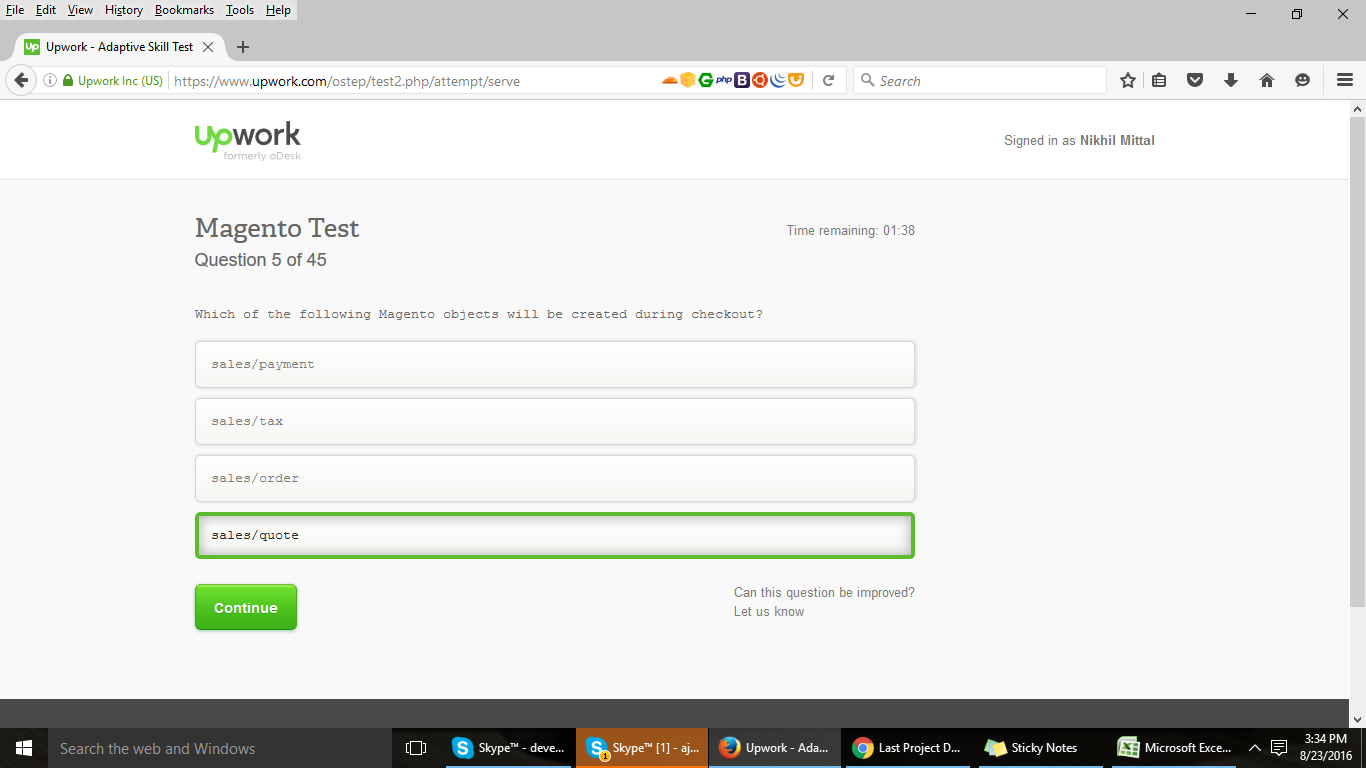 File Edit View History Bookmarks Tools Help
Upwork - Adaptive Skill Test
Upwork Inc (US) https://www.upwork.com/ostep/test2.php/attempt/serve
php B
Search
upwork
formerly oDesk
Signed in as Nikhil Mittal
Magento Test
Time remaining: 01:38
Question 5 of 45
Which of the following Magento objects will be created during checkout?
sales/payment
sales/tax
sales/order
sales/quote
Continue
Can this question be improved?
Let us know
Search the web and Windows
Skype™ - deve...
Skype™ [1] - aj...
Upwork - Ada...
Last Project D...
Sticky Notes
Microsoft Exce...
3:34 PM
8/23/2016